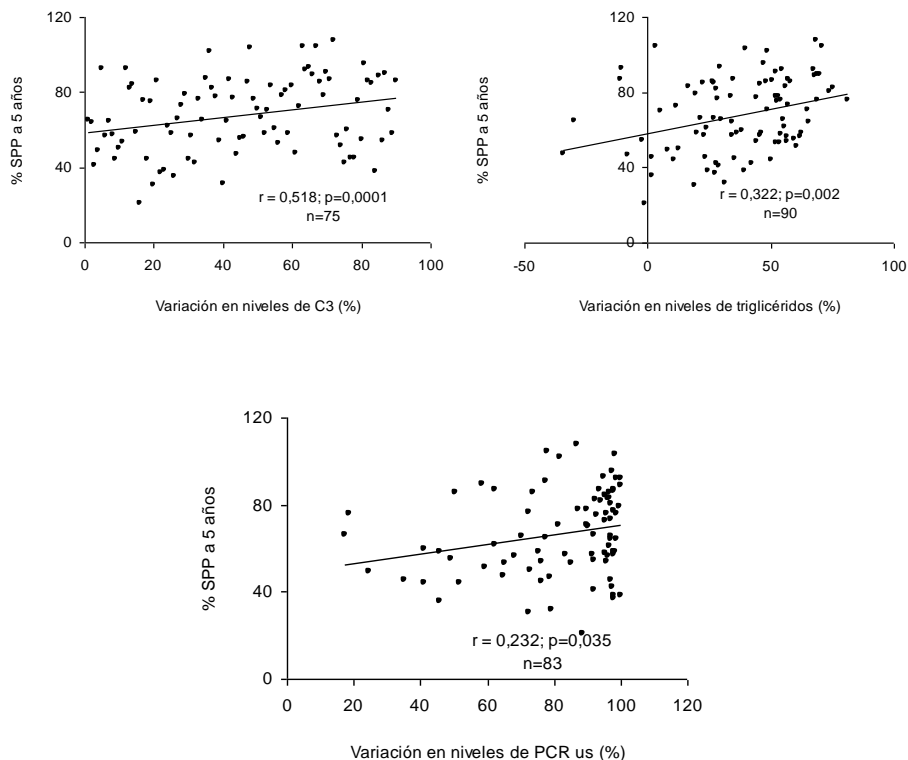 120
80
40
0
% SPP a 5 años
r = 0,518; p=0,0001
n=75
0 20 40 60 80 100
Variación en niveles de C3 (%)
120
80
40
0
% SPP a 5 años
r = 0,322; p=0,002
n=90
-50 0 50 100
Variación en niveles de triglicéridos (%)
120
80
40
0
% SPP a 5 años
r = 0,232; p=0,035
n=83
0 20 40 60 80 100 120
Variación en niveles de PCR us (%)